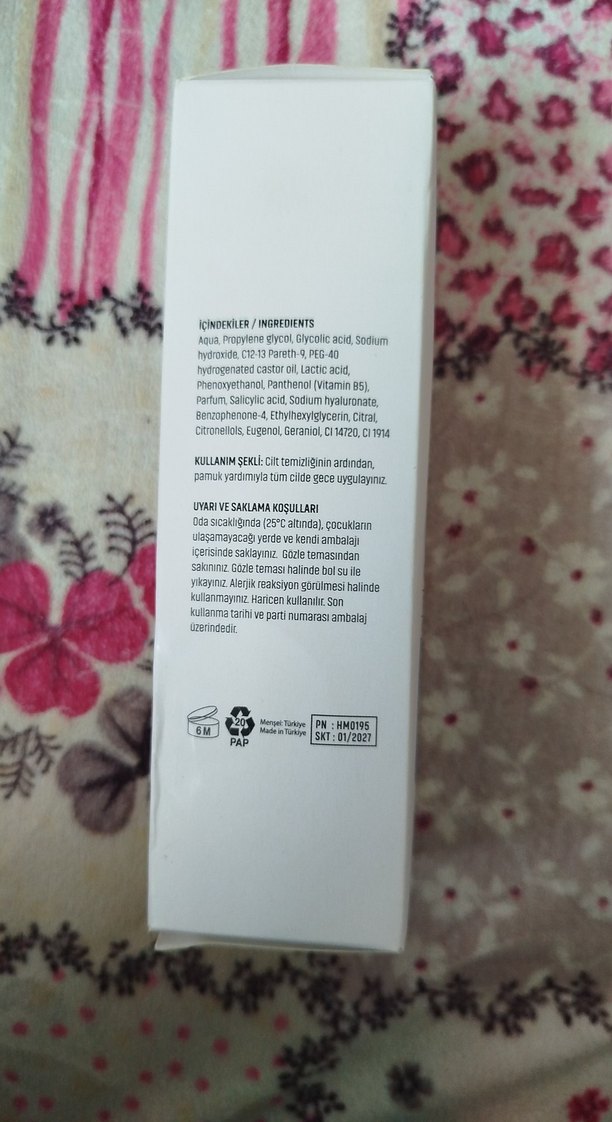 İÇİNDEKİLER / INGREDIENTS
Aqua, Propylene glycol, Glycolic acid, Sodium
hydroxide, C12-13 Pareth-9, PEG-40
hydrogenated castor oil, Lactic acid,
Phenoxyethanol, Panthenol (Vitamin B5),
Parfum, Salicylic acid, Sodium hyaluronate,
Benzophenone-4, Ethylhexylglycerin, Citral,
Citronellols, Eugenol, Geraniol, CI 14720, CI 1914
KULLANIM ŞEKLİ: Cilt temizliğinin ardından,
pamuk yardımıyla tüm cilde gece uygulayınız.
UYARI VE SAKLAMA KOŞULLARI
Oda sıcaklığında (25°C altında), çocukların
ulaşamayacağı yerde ve kendi ambalajı
içerisinde saklayınız. Gözle temasından
sakınınız. Gözle teması halinde bol su ile
yıkayınız. Alerjik reaksiyon görülmesi halinde
kullanmayınız. Haricen kullanılır. Son
kullanma tarihi ve parti numarası ambalaj
üzerindedir.
6 M
20
PAP
Menşei: Türkiye
Made in Türkiye
PN : HM0195
SKT : 01/2027